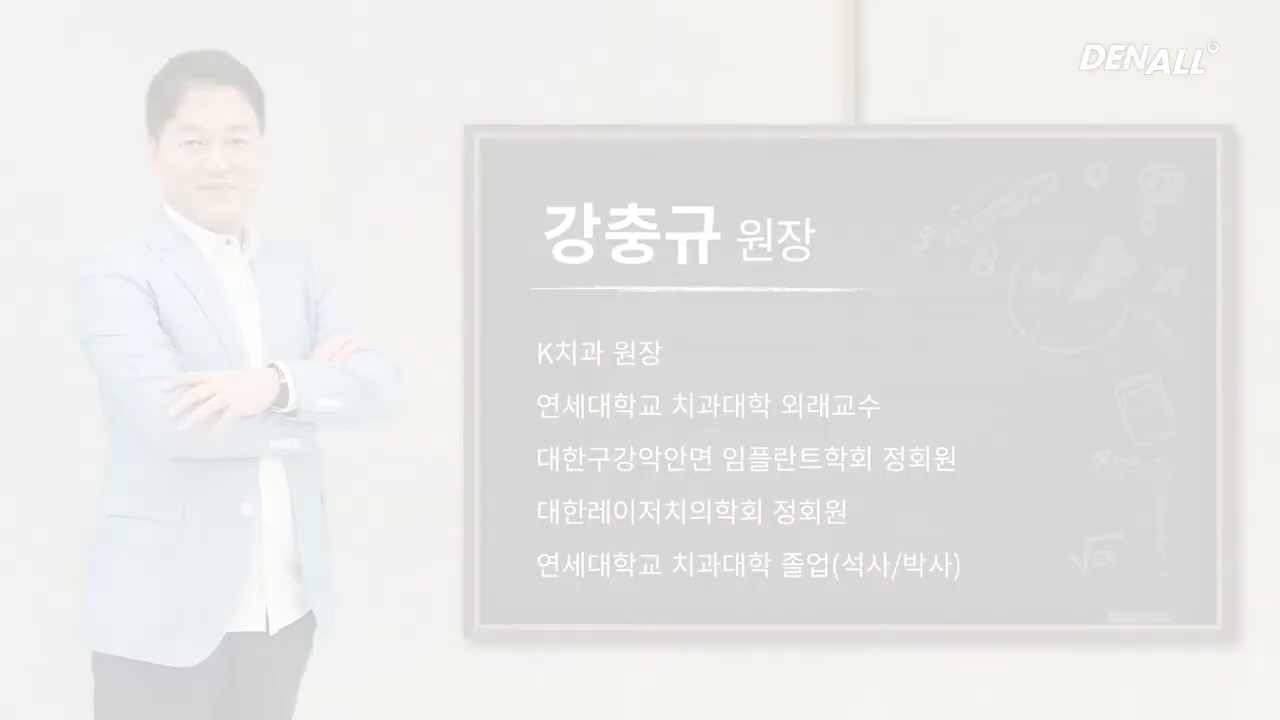 DENALL
강충규 원장
K치과 원장
연세대학교 치과대학 외래교수
대한구강악안면 임플란트학회 정회원
대한레이저치의학회 정회원
연세대학교 치과대학 졸업(석사/박사)